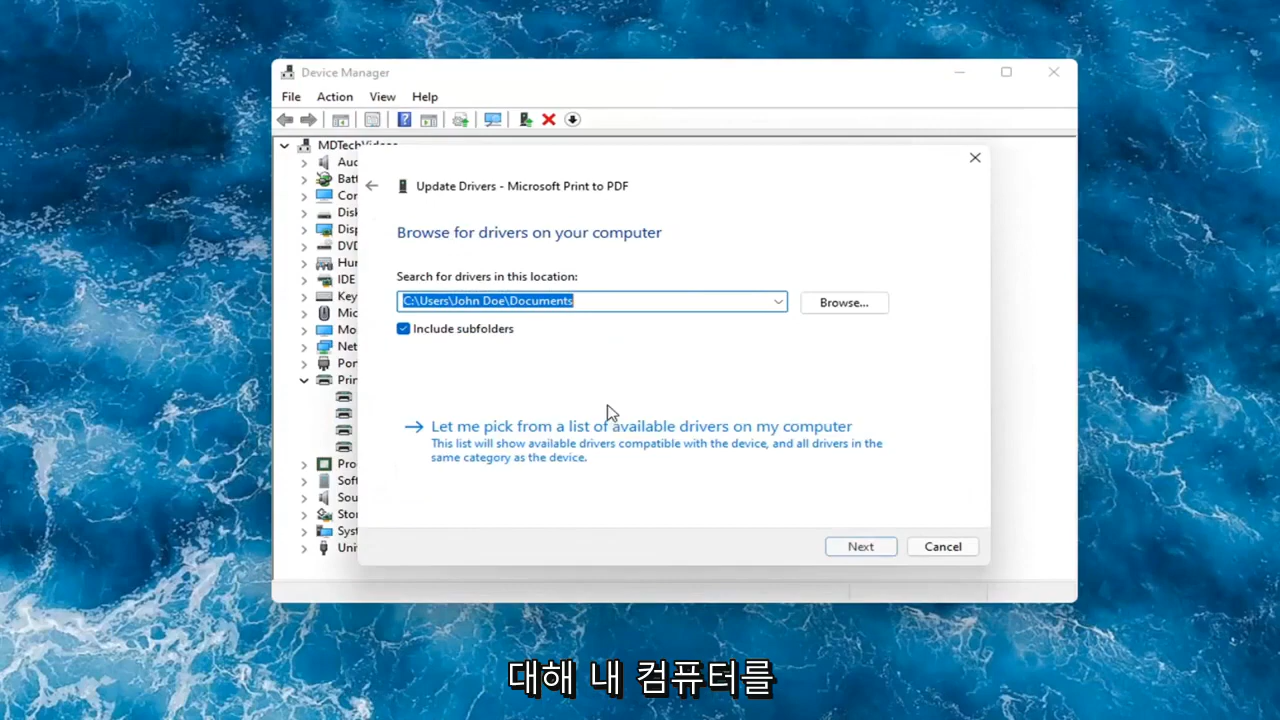 Device Manager
File Action View Help
MDTechVideos
Aud
Batt
Cor
Disk
Disp
DVD
Hur
IDE
Key
Mic
Mo
Net
Por
Prin
Pro
Soft
Sou
Stor
Syst
Uni
Update Drivers - Microsoft Print to PDF
Browse for drivers on your computer
Search for drivers in this location:
C:\Users\John Doe\Documents
Browse...
Include subfolders
Let me pick from a list of available drivers on my computer
This list will show available drivers compatible with the device, and all drivers in the
same category as the device.
Next
Cancel
대해 내 컴퓨터를